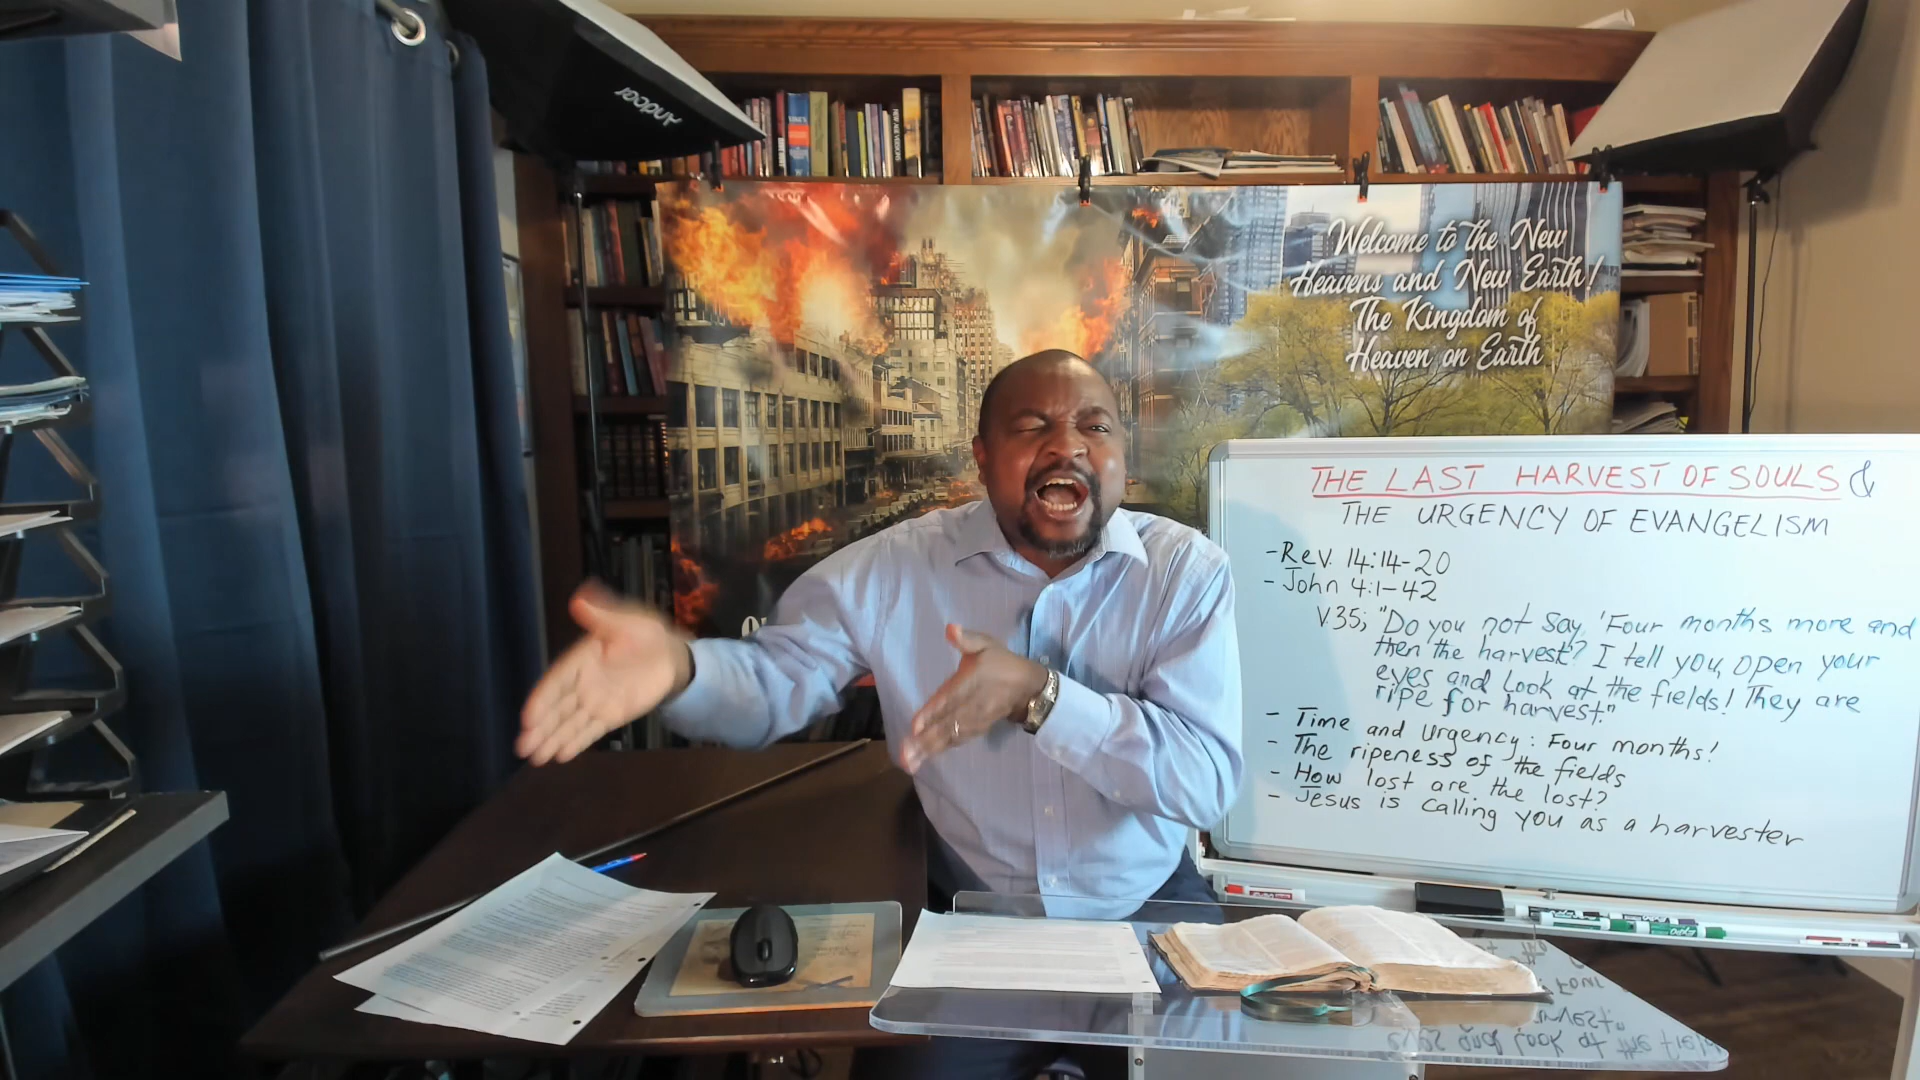 Andoer
Welcome to the New
Heavens and New Earth!
The Kingdom of
Heaven on Earth
THE LAST HARVEST OF SOULS &
THE URGENCY OF EVANGELISM
-Rev. 14:14-20
- John 4:1-42
V.35; "Do you not say, 'Four months more and
then the harvest'? I tell you, open your
eyes and look at the fields! They are
ripe for harvest."
- Time and Urgency: Four months!
- The ripeness of the fields
- How lost are the lost?
- Jesus is calling you as a harvester